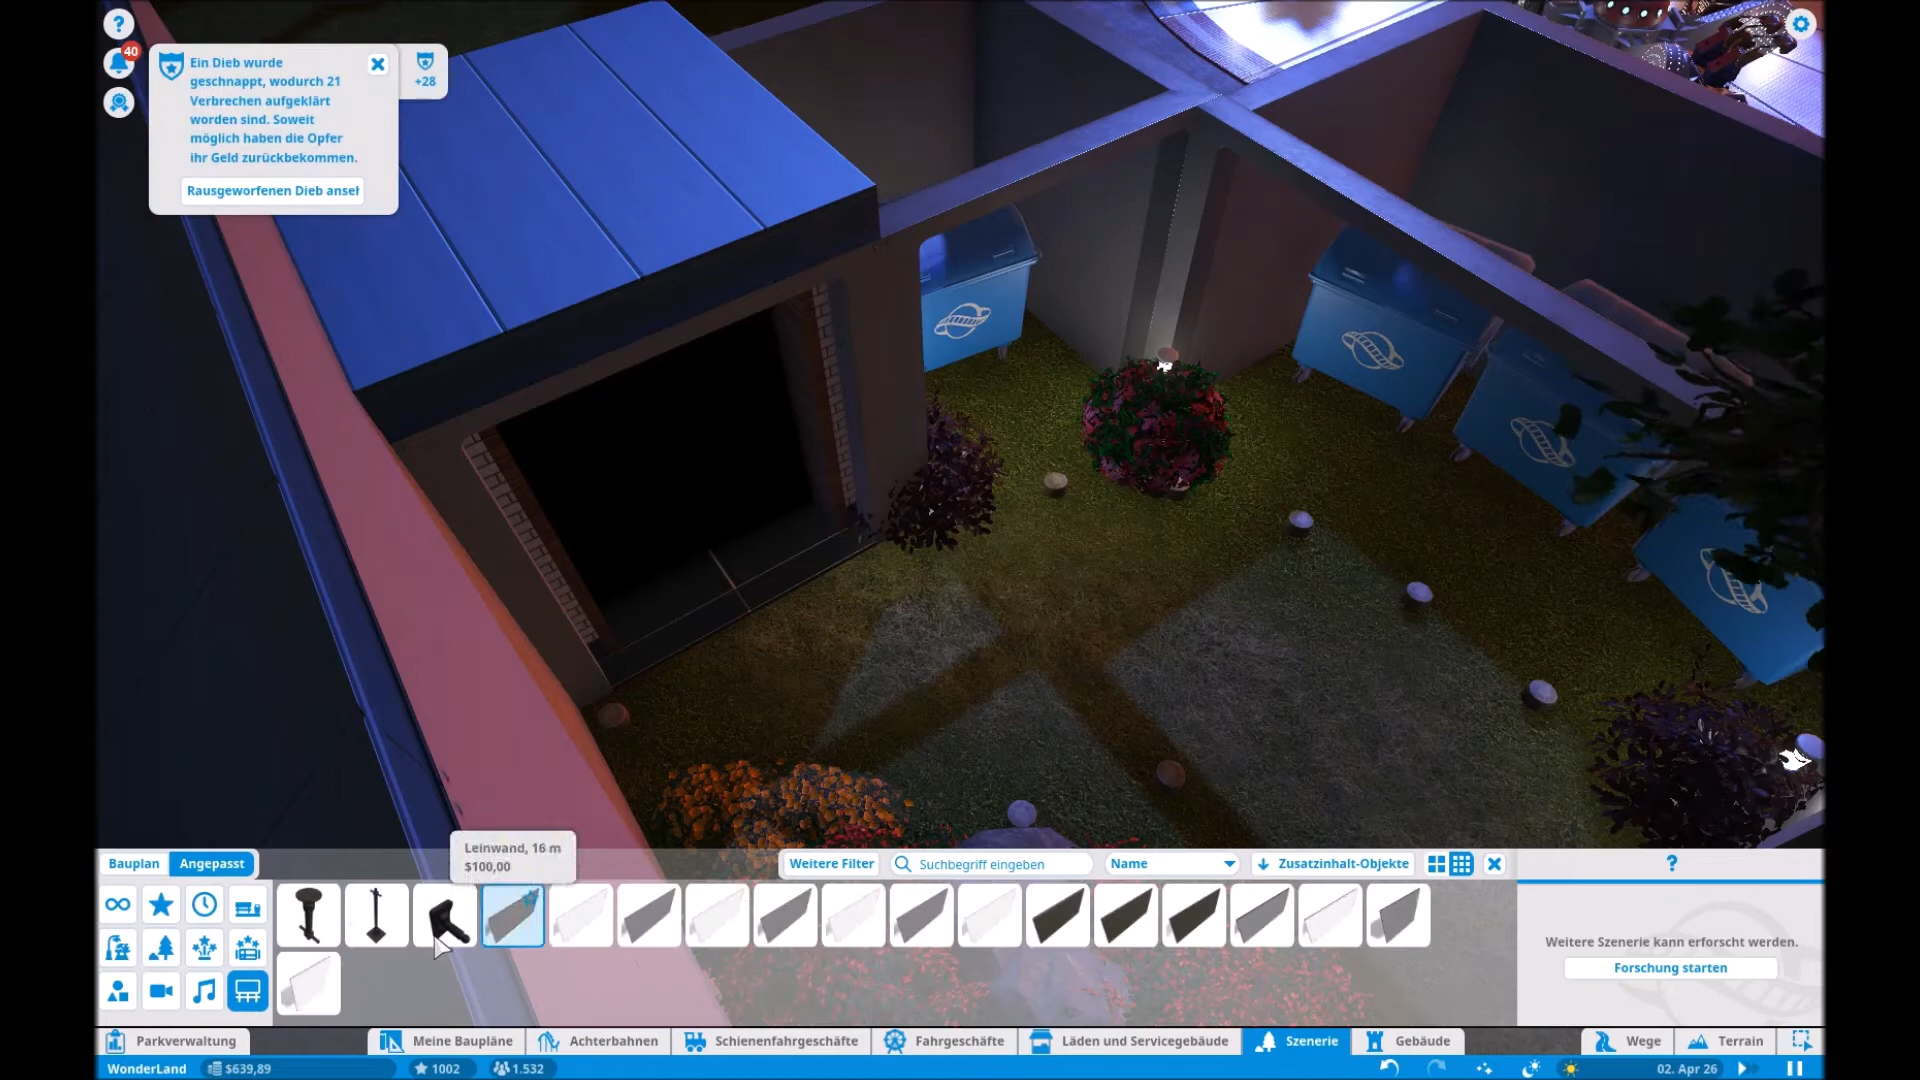 40
Ein Dieb wurde
geschnappt, wodurch 21
Verbrechen aufgeklärt
worden sind. Soweit
möglich haben die Opfer
ihr Geld zurückbekommen.
Rausgeworfenen Dieb anseh
+28
Leinwand, 16 m
$100,00
Bauplan
Angepasst
Weitere Filter
Suchbegriff eingeben
Name
Zusatzinhalt-Objekte
?
Weitere Szenerie kann erforscht werden.
Forschung starten
Parkverwaltung
Meine Baupläne
Achterbahnen
Schienenfahrgeschäfte
Fahrgeschäfte
Läden und Servicegebäude
Szenerie
Gebäude
Wege
Terrain
WonderLand
$639,89
1002
1.532
02. Apr 26